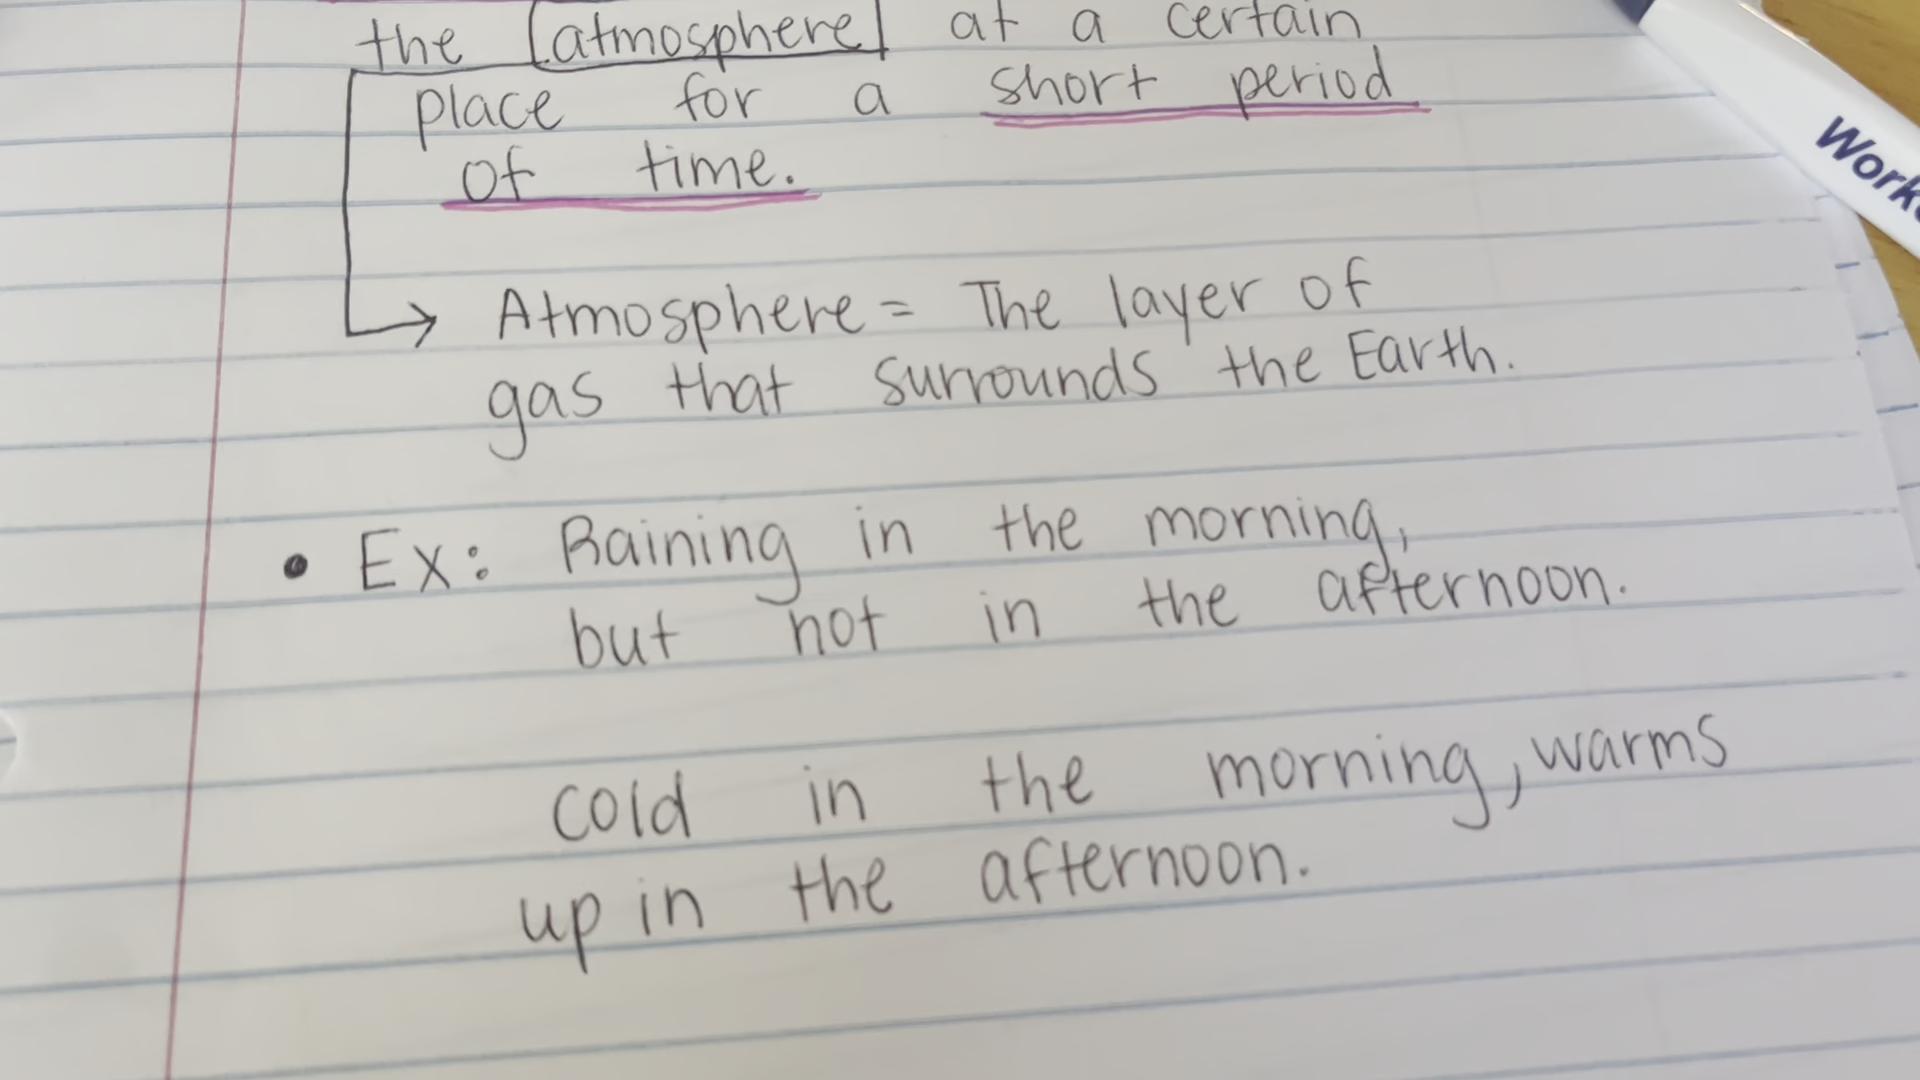 the atmosphere at a certain
place for a short period
of time.
→ Atmosphere = The layer of
gas that surrounds the Earth.
• Ex: Raining in the morning,
but not in the afternoon.
cold in the morning, warms
up in the afternoon.